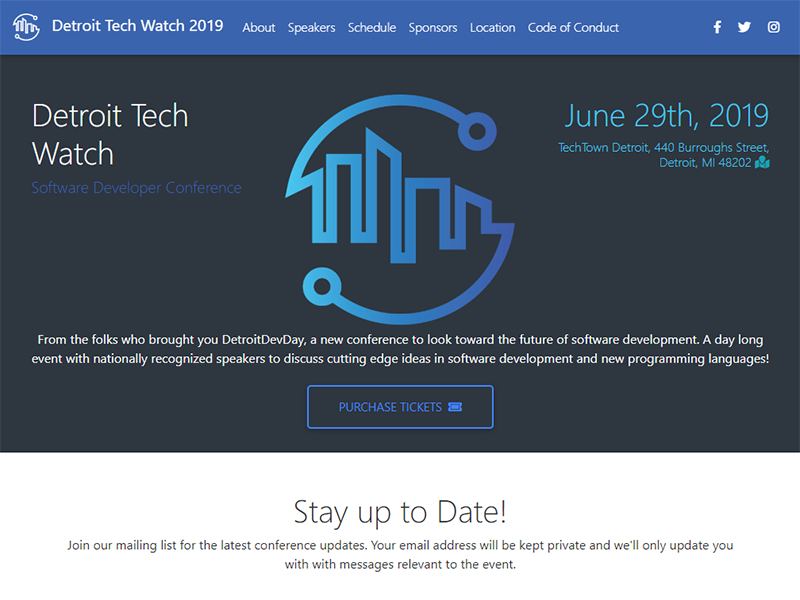 Detroit Tech Watch 2019 About Speakers Schedule Sponsors Location Code of Conduct
Detroit Tech
Watch
Software Developer Conference
June 29th, 2019
TechTown Detroit, 440 Burroughs Street,
Detroit, MI 48202
From the folks who brought you DetroitDevDay, a new conference to look toward the future of software development. A day long
event with nationally recognized speakers to discuss cutting edge ideas in software development and new programming languages!
PURCHASE TICKETS
Stay up to Date!
Join our mailing list for the latest conference updates. Your email address will be kept private and we'll only update you
with with messages relevant to the event.